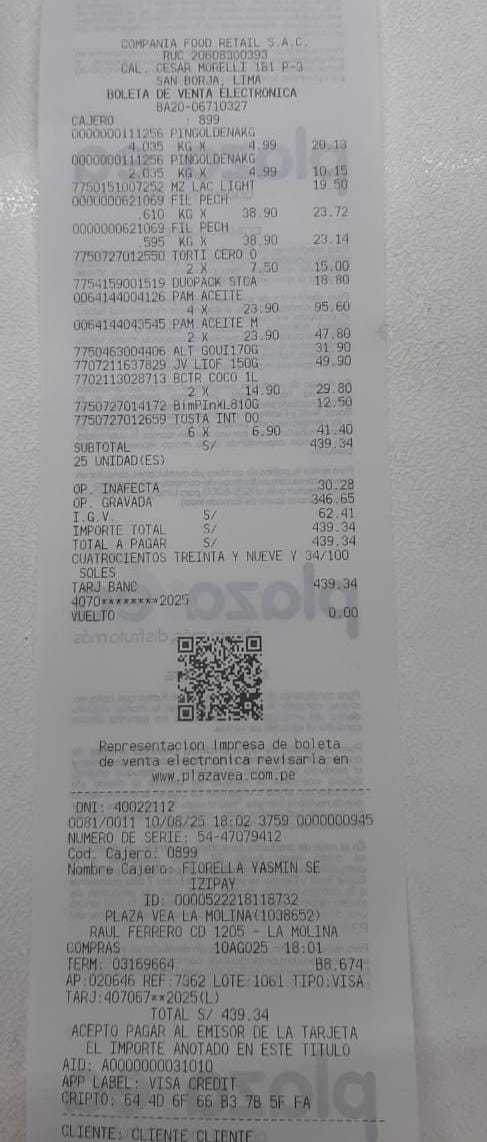 COMPANIA FOOD RETAIL S.A.C.
RUC 20608300393
CAL. CESAR MORELLI 181 P-3
SAN BORJA, LIMA
BOLETA DE VENTA ELECTRONICA
BA20-06710327
CAJERO : 899
0000000111256 PINGOLDENAKG
4.035 KG X 4.99 20.13
0000000111256 PINGOLDENAKG
2.035 KG X 4.99 10.15
7750151007252 MZ LAC LIGHT 19.50
0000000621069 FIL PECH
.610 KG X 38.90 23.72
0000000621069 FIL PECH
.595 KG X 38.90 23.14
7750727012550 TORTI CERO 0
2 X 7.50 15.00
7754159001519 DUOPACK STCA 18.80
0064144004126 PAM ACEITE
4 X 23.90 95.60
0064144043545 PAM ACEITE M
2 X 23.90 47.80
7750463004406 ALT GOUI170G 31.90
7707211637829 JV LIOF 150G 49.90
7702113028713 BCTR COCO 1L
2 X 14.90 29.80
7750727014172 BimPInXL810G 12.50
7750727012659 TOSTA INT 00
6 X 6.90 41.40
SUBTOTAL S/ 439.34
25 UNIDAD(ES)
OP. INAFECTA 30.28
OP. GRAVADA 346.65
I.G.V. S/ 62.41
IMPORTE TOTAL S/ 439.34
TOTAL A PAGAR S/ 439.34
CUATROCIENTOS TREINTA Y NUEVE Y 34/100
SOLES
TARJ BANC 439.34
4070********2025
VUELTO 0.00
Representacion impresa de boleta
de venta electronica revisaria en
www.plazavea.com.pe
DNI: 40022112
0081/0011 10/08/25 18:02 3759 0000000945
NUMERO DE SERIE: 54-47079412
Cod. Cajero: 0899
Nombre Cajero: FIORELLA YASMIN SE
IZIPAY
ID: 0000522218118732
PLAZA VEA LA MOLINA(1038652)
RAUL FERRERO CD 1205 - LA MOLINA
COMPRAS 10AGO25 18:01
TERM: 03169664 B8.674
AP:020646 REF:7362 LOTE:1061 TIPO:VISA
TARJ:407067**2025(L)
TOTAL S/ 439.34
ACEPTO PAGAR AL EMISOR DE LA TARJETA
EL IMPORTE ANOTADO EN ESTE TITULO
AID: A0000000031010
APP LABEL: VISA CREDIT
CRIPTO: 64 4D 6F 66 B3 7B 5F FA
CLIENTE: CLIENTE CLIENTE